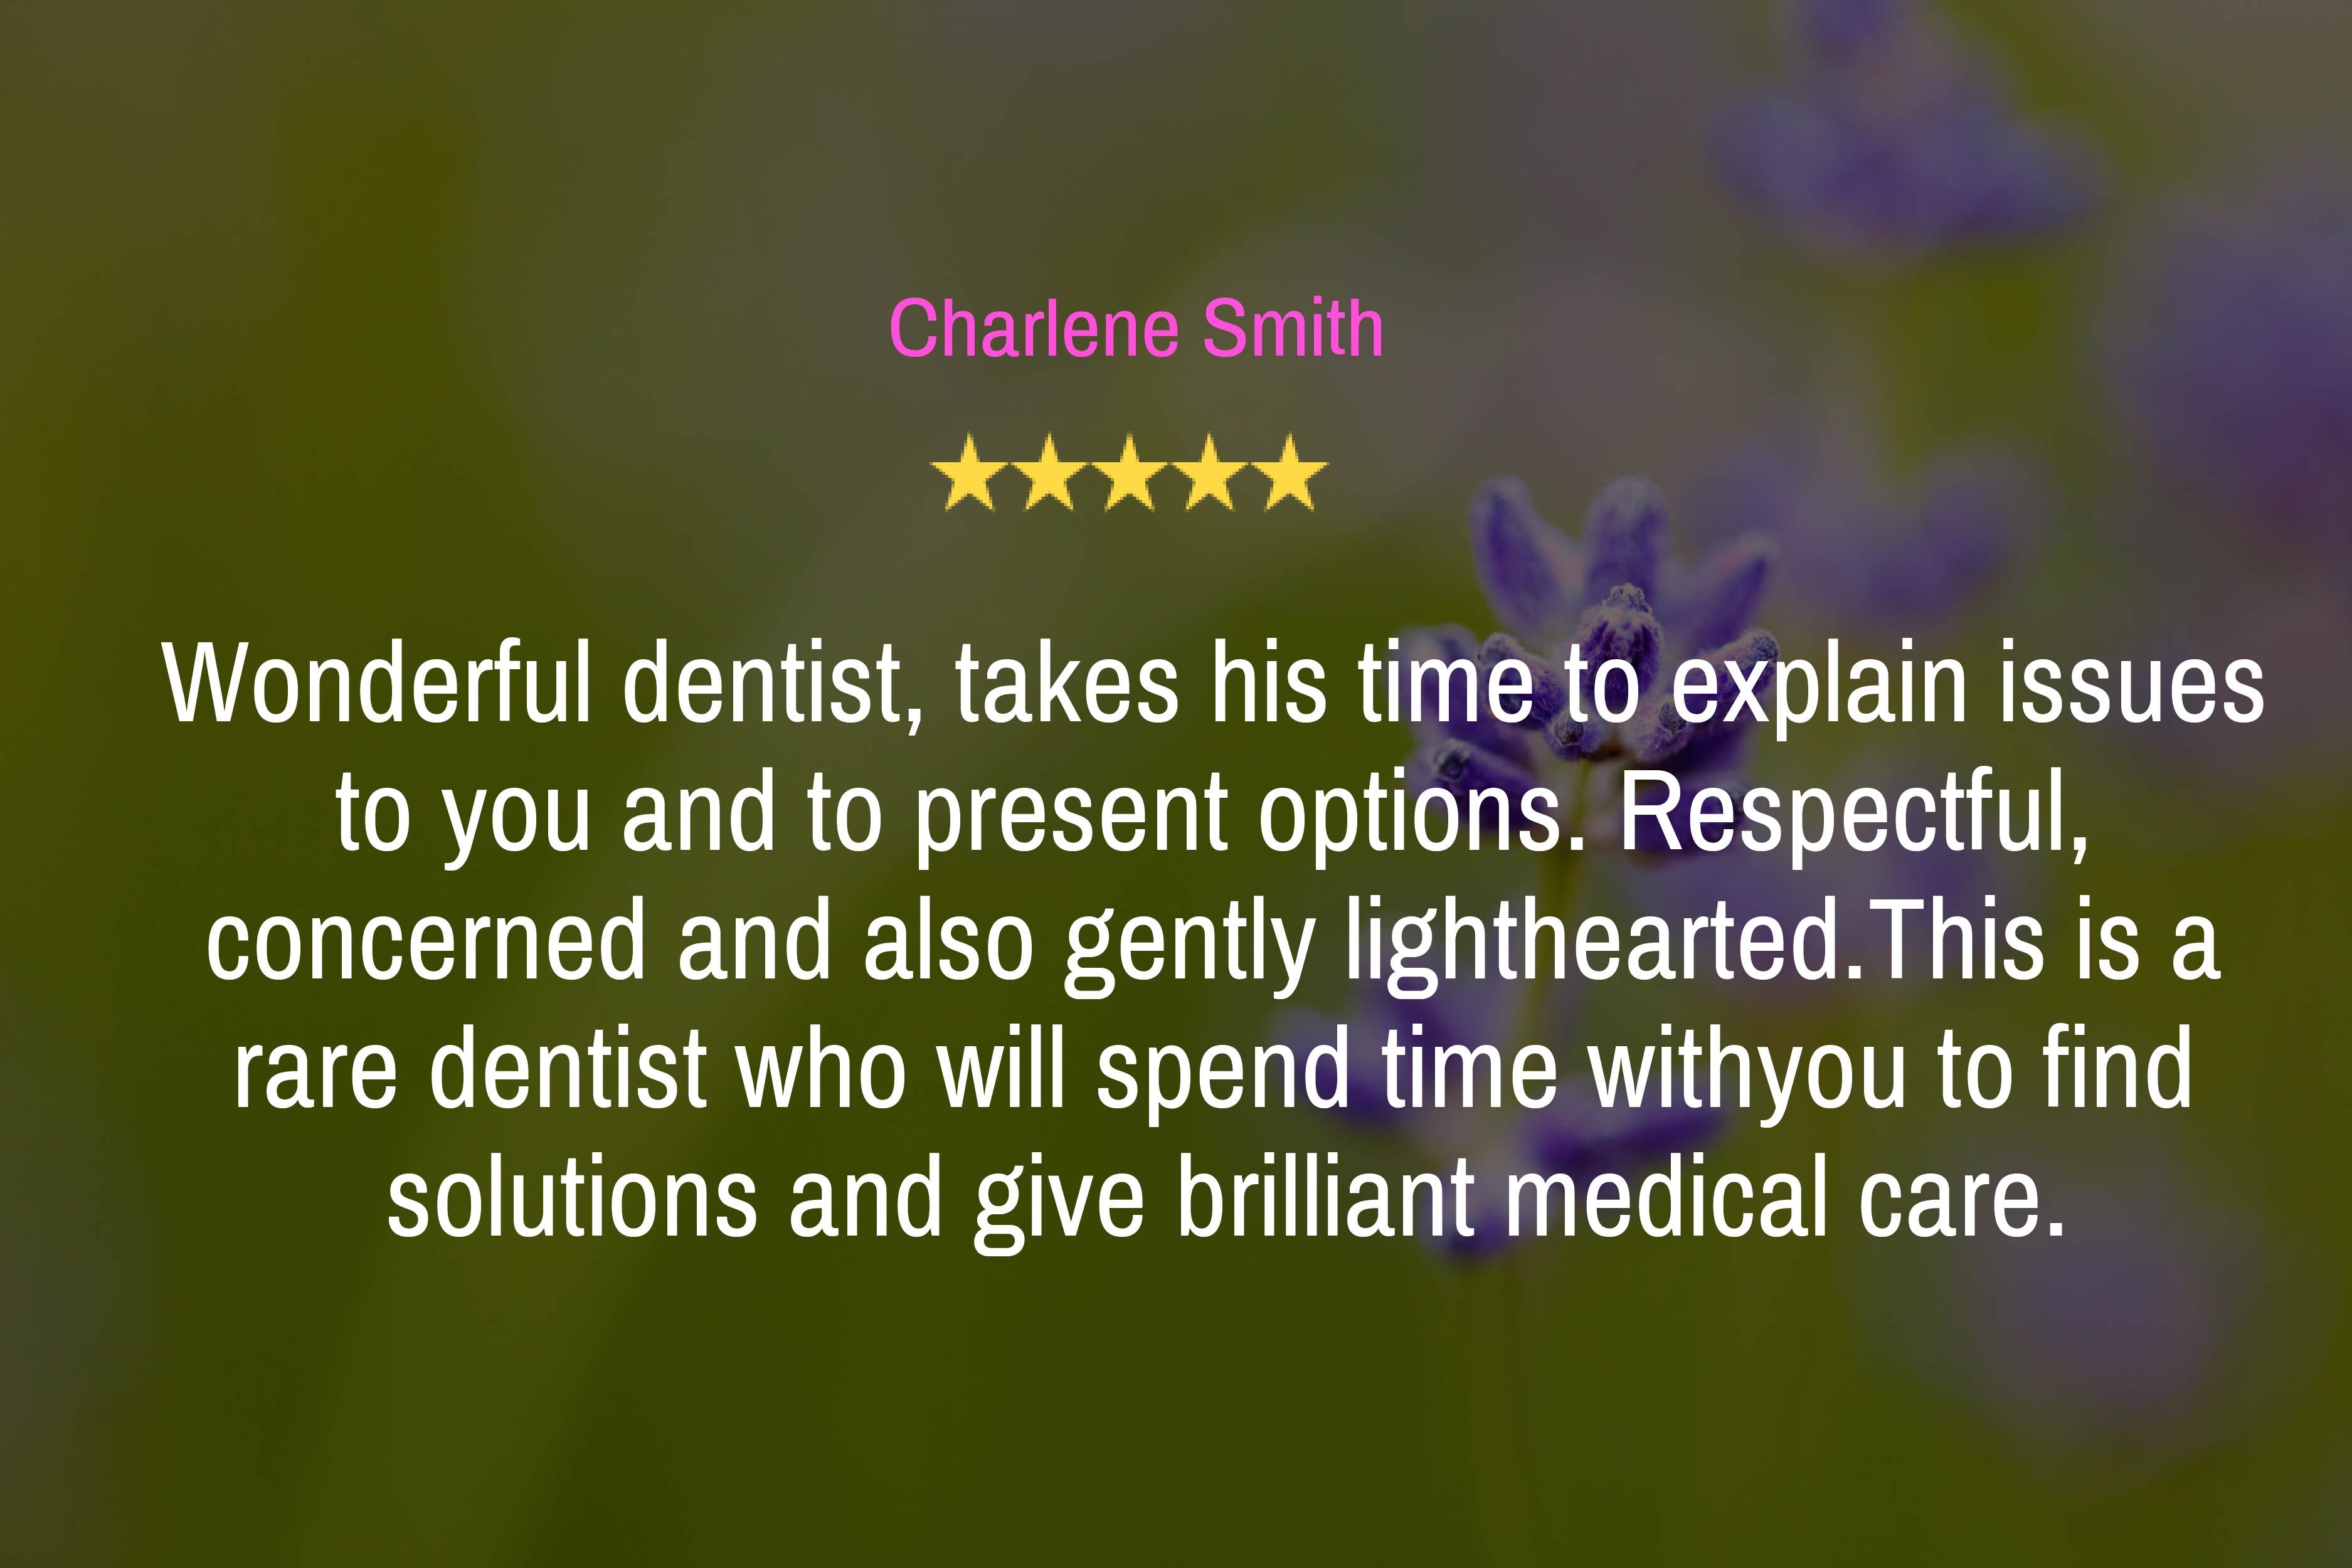 Charlene Smith
★★★★★
Wonderful dentist, takes his time to explain issues
to you and to present options. Respectful,
concerned and also gently lighthearted.This is a
rare dentist who will spend time withyou to find
solutions and give brilliant medical care.